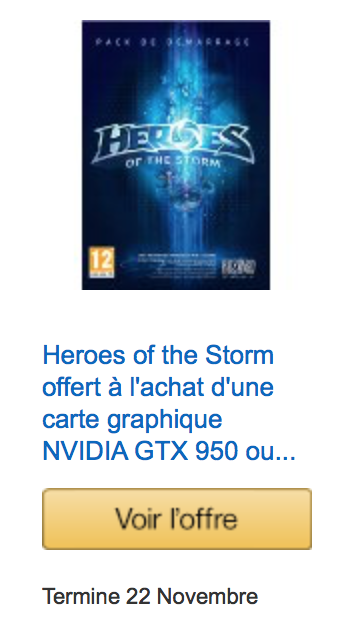 PACK DE DÉMARRAGE
HEROES
OF THE STORM
12
BLIZZARD
Heroes of the Storm
offert à l'achat d'une
carte graphique
NVIDIA GTX 950 ou...
Voir l'offre
Termine 22 Novembre